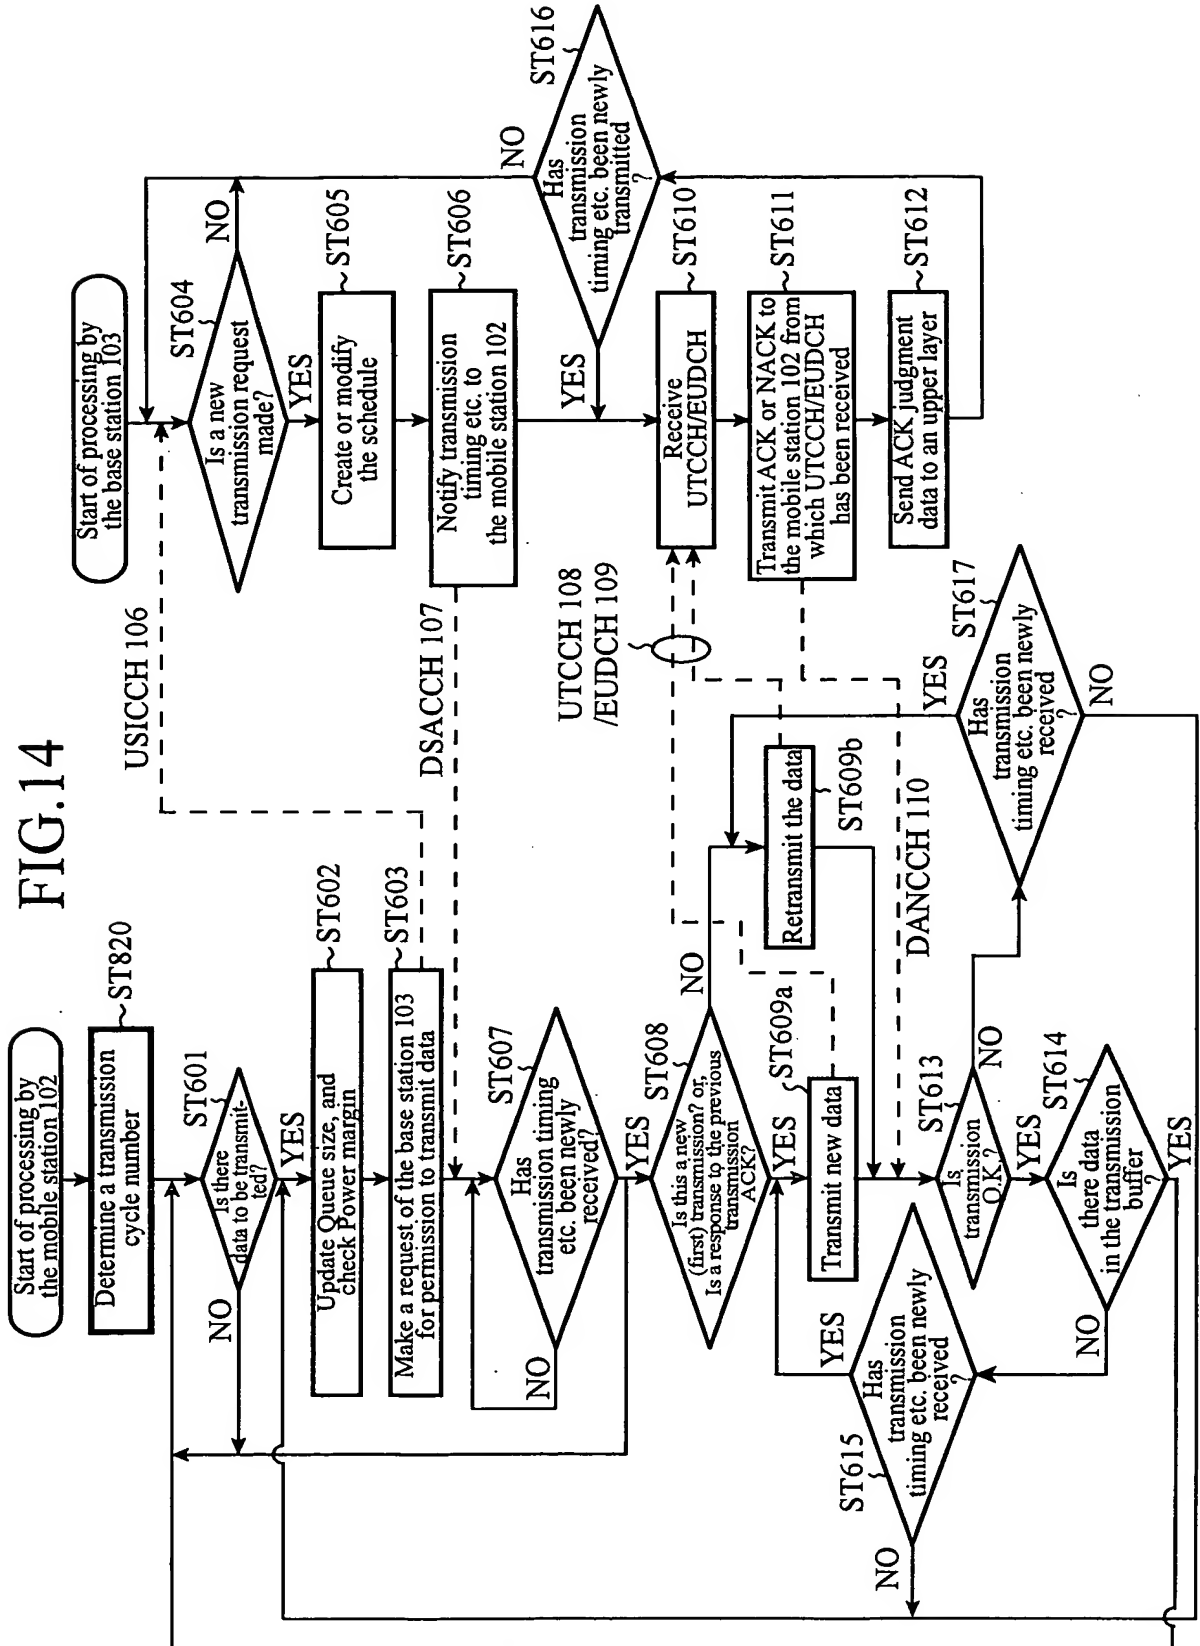 FIG.14
Start of processing by
the mobile station 102
Determine a transmission
cycle number
ST820
ST601
Is there
data to be transmit-
ted?
YES
NO
Update Queue size, and
check Power margin
ST602
Make a request of the base station 103
for permission to transmit data
ST603
USICCH 106
DSACCH 107
ST607
Has
transmission timing
etc. been newly
received?
NO
YES
ST608
Is this a new
(first) transmission? or,
Is a response to the previous
transmission
ACK?
NO
YES
ST609a
Transmit new data
Retransmit the data
ST609b
UTCCH 108
/EUDCH 109
DANCCH 110
ST613
Is
transmission
O.K.?
NO
YES
ST614
Is
there data
in the transmission
buffer
?
NO
YES
ST615
Has
transmission
timing etc. been newly
received
?
YES
NO
ST617
Has
transmission
timing etc. been newly
received
?
YES
NO
Start of processing by
the base station 103
ST604
Is a new
transmission request
made?
NO
YES
Create or modify
the schedule
ST605
Notify transmission
timing etc. to
the mobile station 102
ST606
ST616
Has
transmission
timing etc. been newly
transmitted
?
NO
YES
Receive
UTCCH/EUDCH
ST610
Transmit ACK or NACK to
the mobile station 102 from
which UTCCH/EUDCH
has been received
ST611
Send ACK judgment
data to an upper layer
ST612